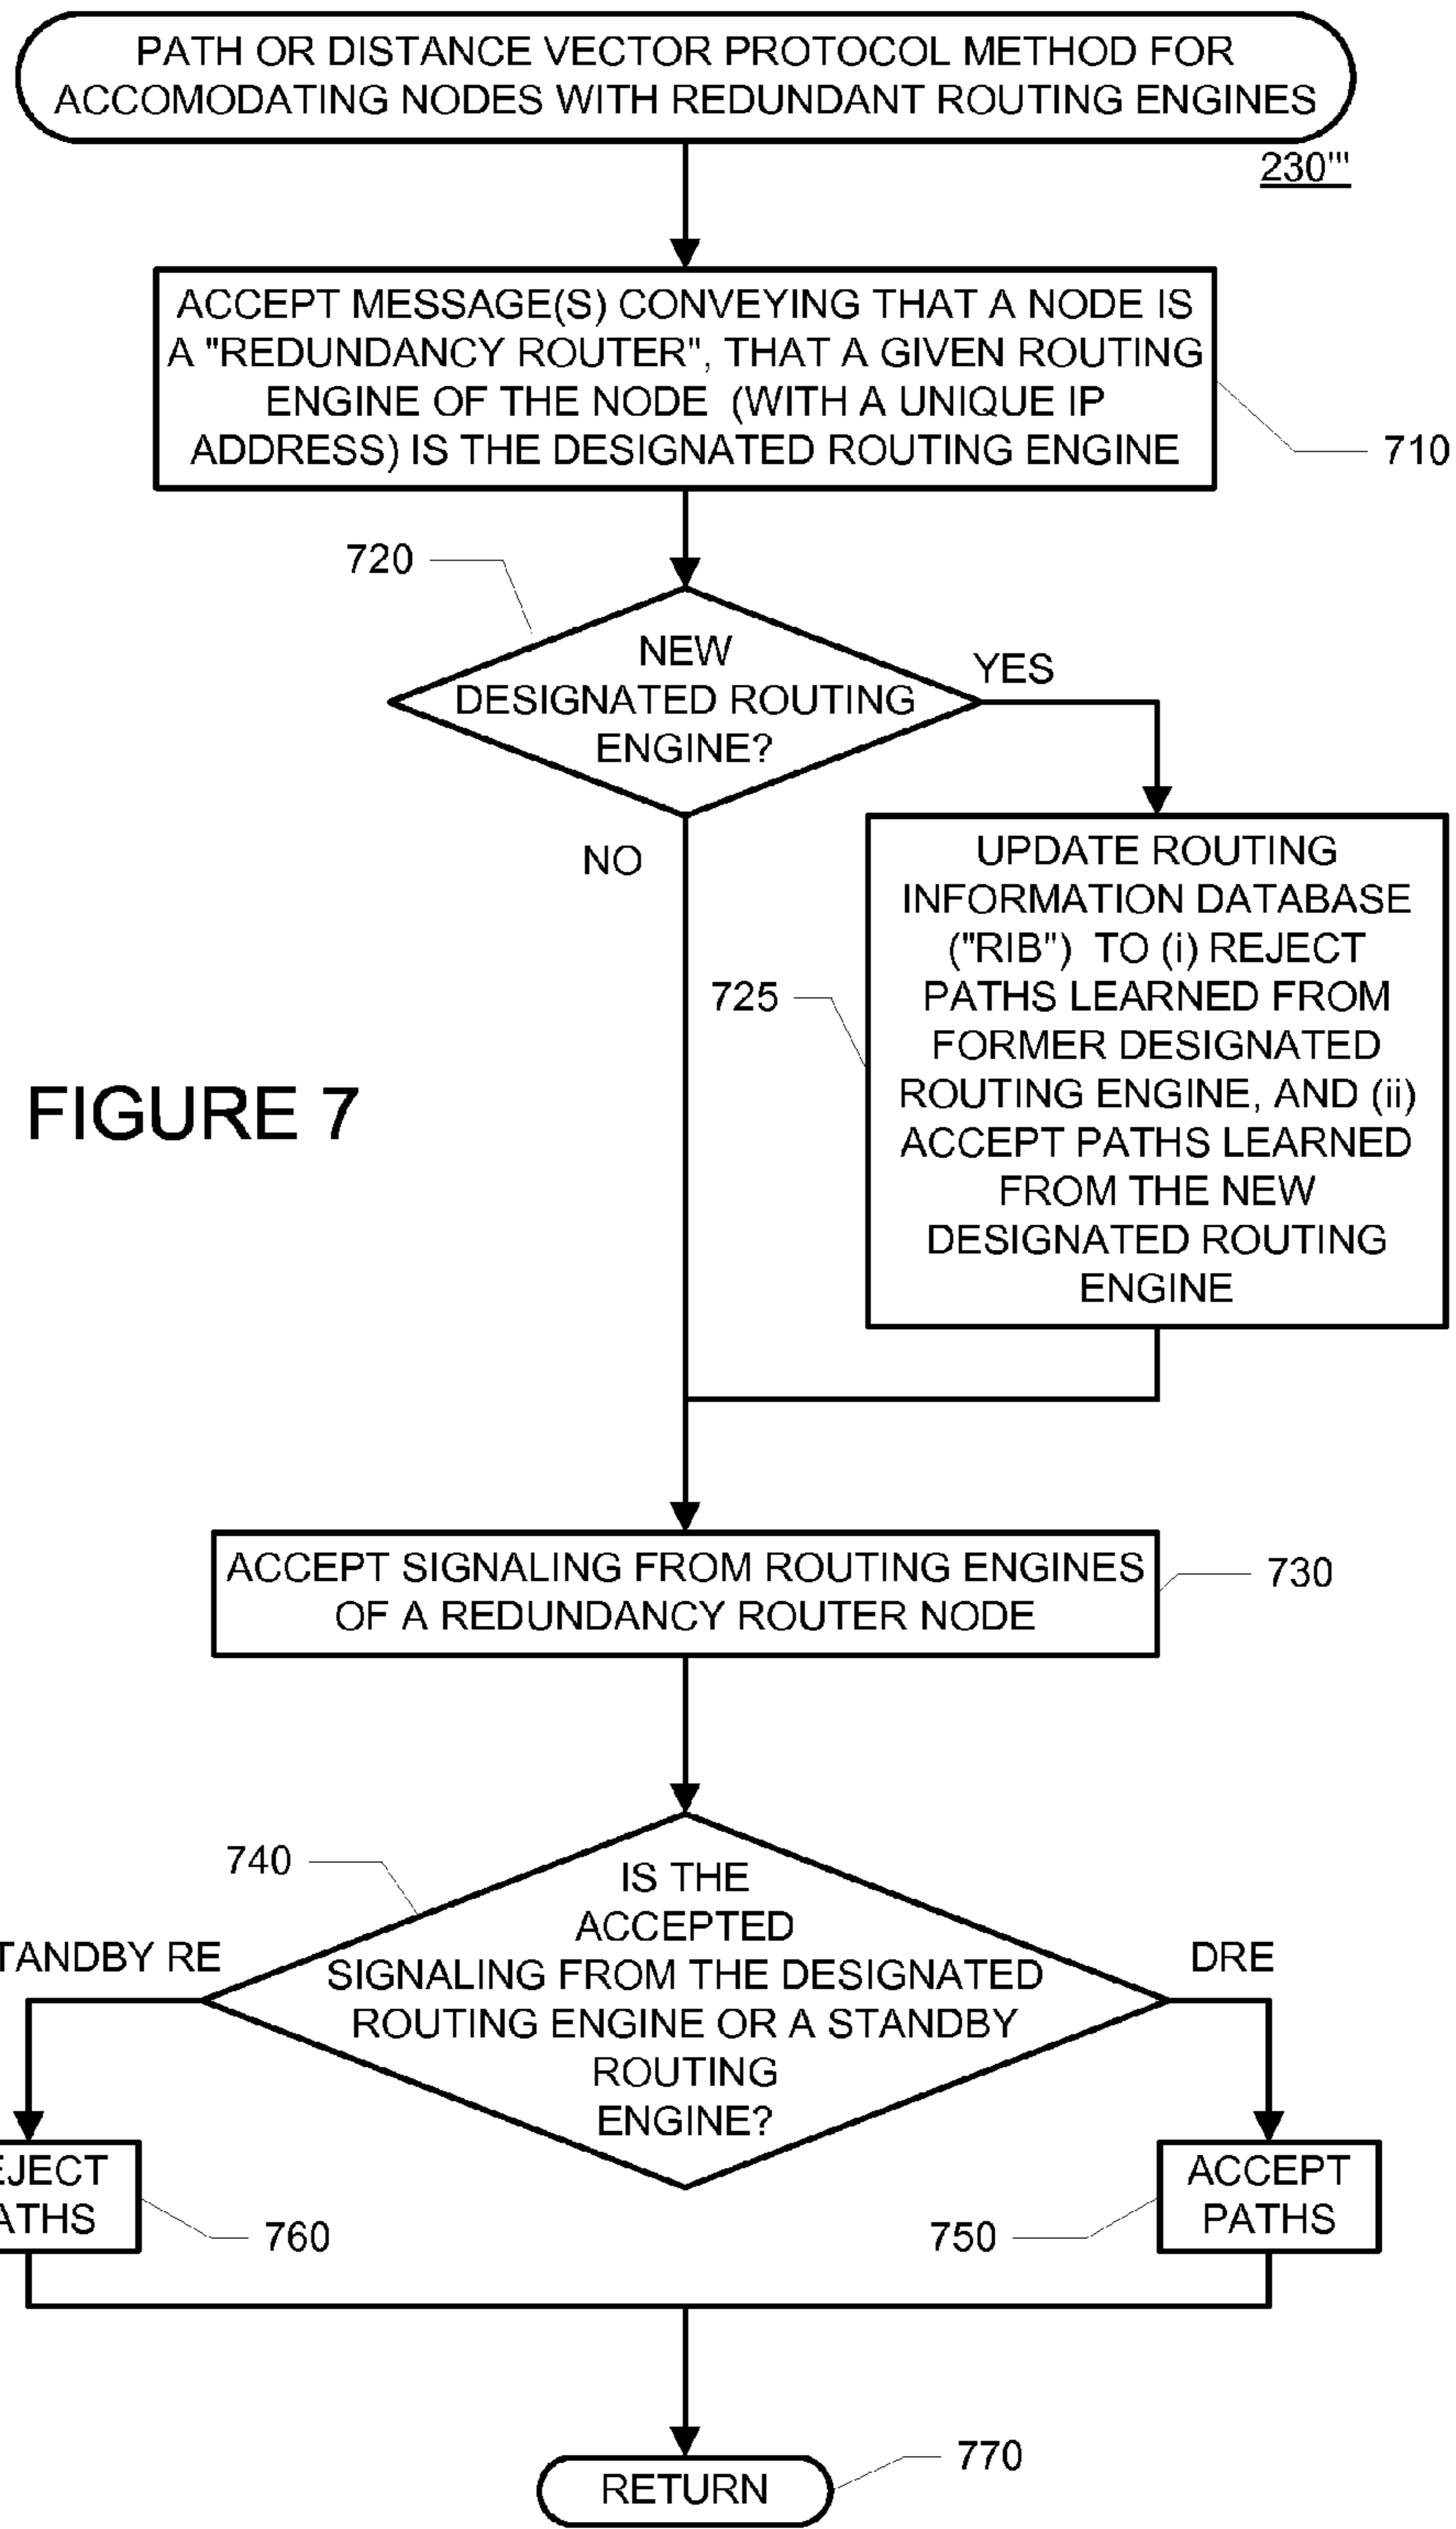 PATH OR DISTANCE VECTOR PROTOCOL METHOD FOR
ACCOMODATING NODES WITH REDUNDANT ROUTING ENGINES
230'''
ACCEPT MESSAGE(S) CONVEYING THAT A NODE IS
A "REDUNDANCY ROUTER", THAT A GIVEN ROUTING
ENGINE OF THE NODE (WITH A UNIQUE IP
ADDRESS) IS THE DESIGNATED ROUTING ENGINE
710
720
NEW
DESIGNATED ROUTING
ENGINE?
YES
NO
UPDATE ROUTING
INFORMATION DATABASE
("RIB") TO (i) REJECT
PATHS LEARNED FROM
FORMER DESIGNATED
ROUTING ENGINE, AND (ii)
ACCEPT PATHS LEARNED
FROM THE NEW
DESIGNATED ROUTING
ENGINE
725
FIGURE 7
ACCEPT SIGNALING FROM ROUTING ENGINES
OF A REDUNDANCY ROUTER NODE
730
740
IS THE
ACCEPTED
SIGNALING FROM THE DESIGNATED
ROUTING ENGINE OR A STANDBY
ROUTING
ENGINE?
TANDBY RE
DRE
EJECT
ATHS
760
750
ACCEPT
PATHS
RETURN
770